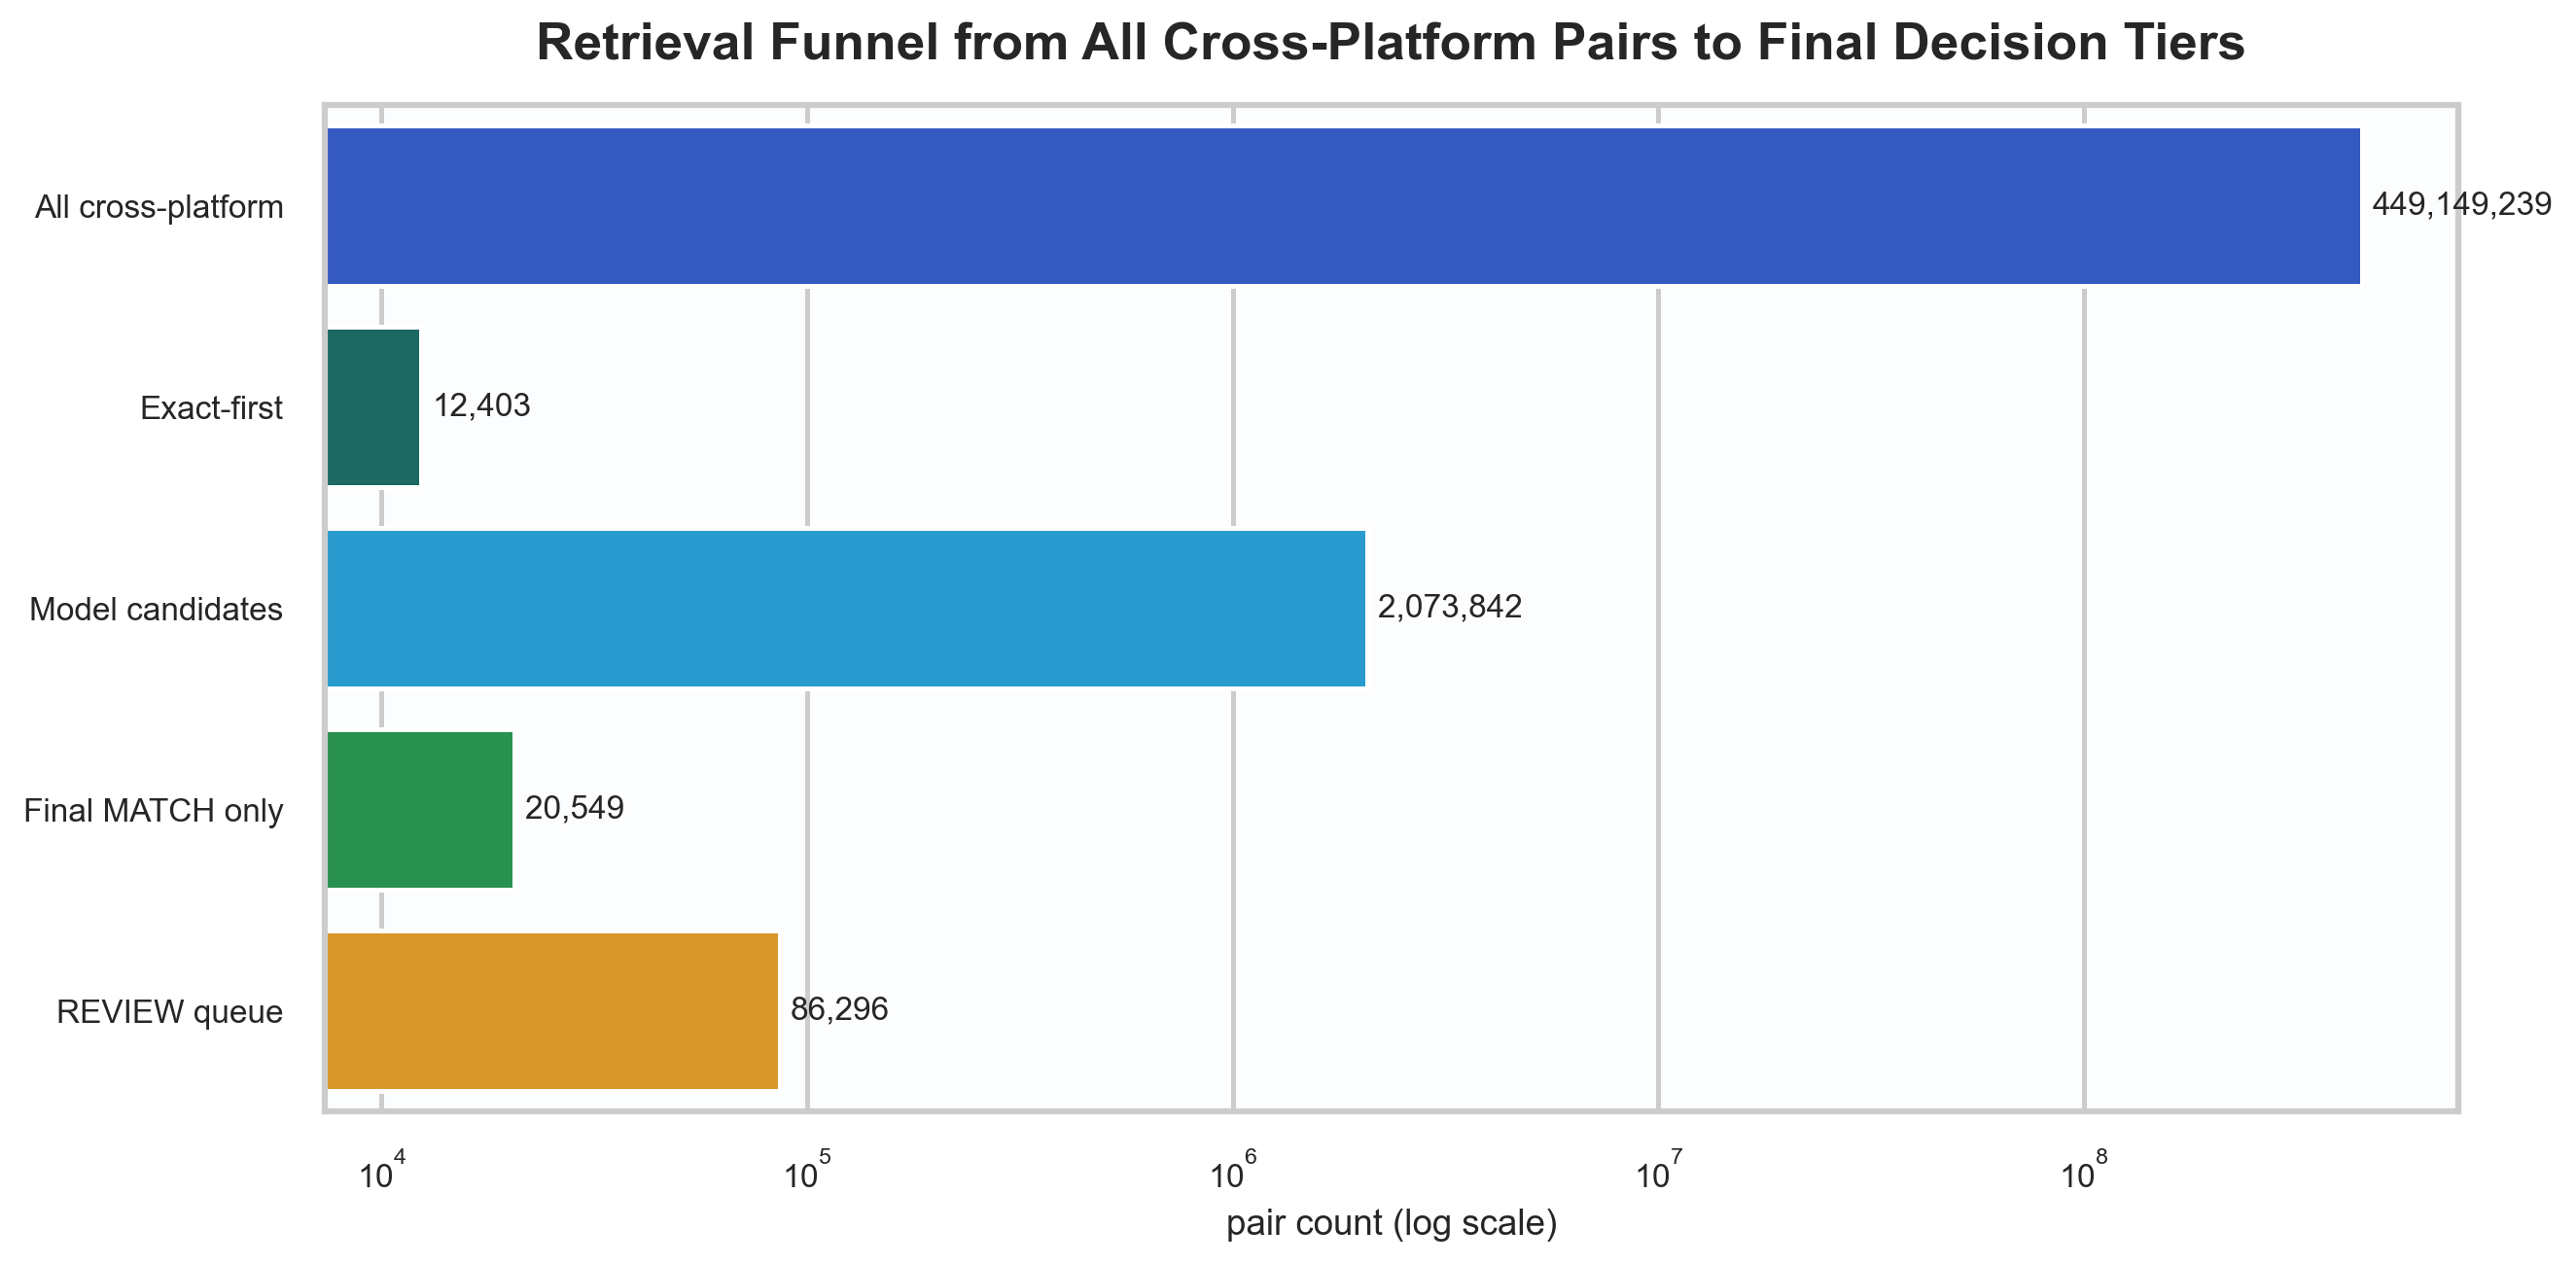 Retrieval Funnel from All Cross-Platform Pairs to Final Decision Tiers
All cross-platform
449,149,239
Exact-first
12,403
Model candidates
2,073,842
Final MATCH only
20,549
REVIEW queue
86,296
10^4 10^5 10^6 10^7 10^8
pair count (log scale)